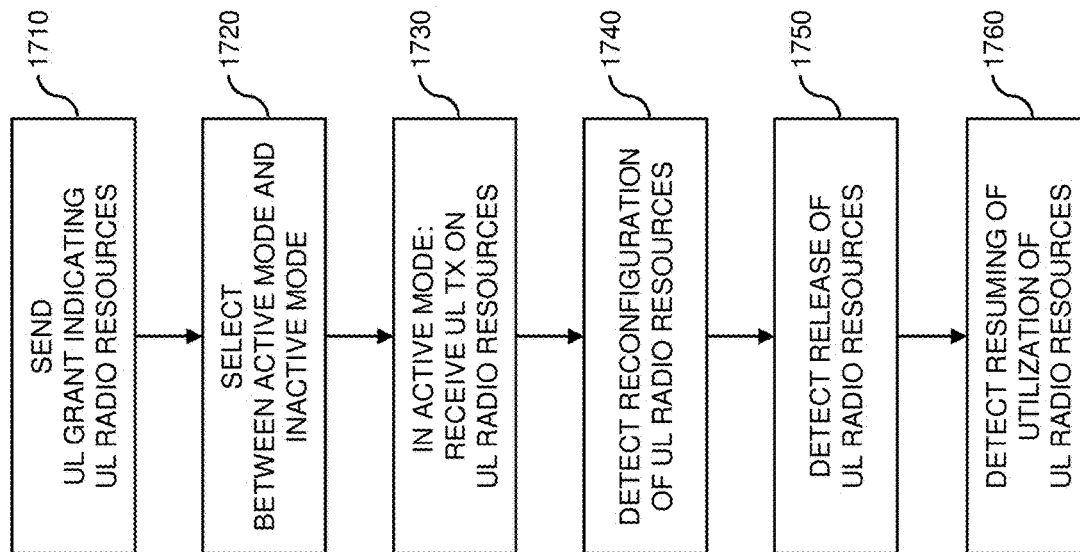 SEND
UL GRANT INDICATING
UL RADIO RESOURCES
1710
SELECT
BETWEEN ACTIVE MODE AND
INACTIVE MODE
1720
IN ACTIVE MODE:
RECEIVE UL TX ON
UL RADIO RESOURCES
1730
DETECT RECONFIGURATION
OF UL RADIO RESOURCES
1740
DETECT RELEASE OF
UL RADIO RESOURCES
1750
DETECT RESUMING OF
UTILIZATION OF
UL RADIO RESOURCES
1760